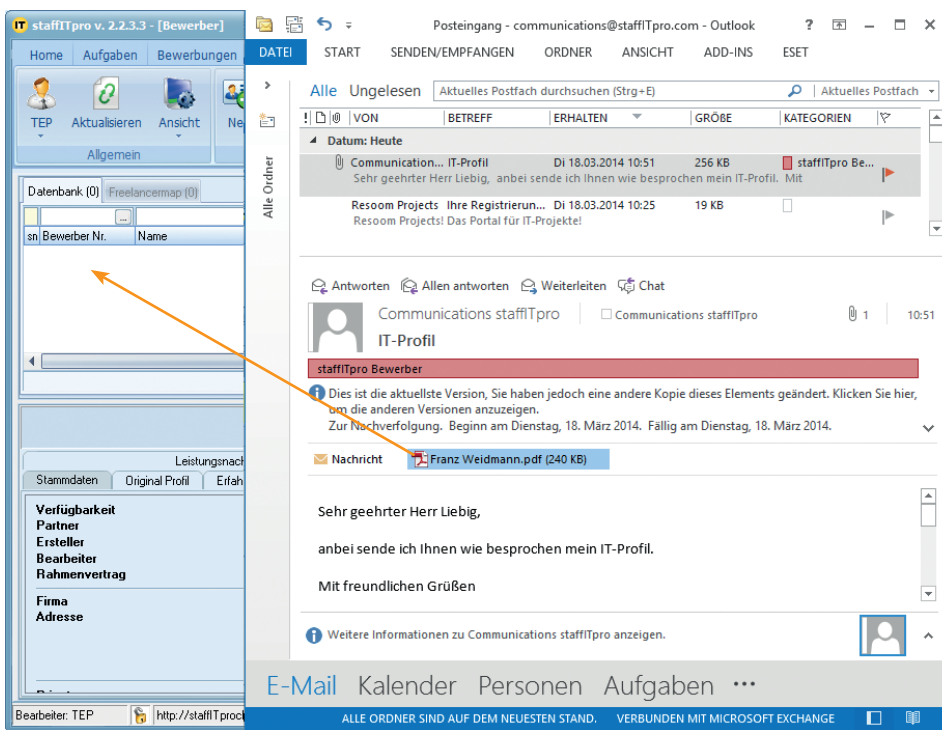 staffITpro v. 2.2.3.3 - [Bewerber]
Home Aufgaben Bewerbungen
TEP Aktualisieren Ansicht
Allgemein
Datenbank (0) Freelancermap (0)
...
sn Bewerber Nr. Name
Leistungsnach
Stammdaten Original Profil Erfah
Verfügbarkeit
Partner
Ersteller
Bearbeiter
Rahmenvertrag
Firma
Adresse
Bearbeiter: TEP http://staffITproc
Posteingang - communications@staffITpro.com - Outlook
DATEI START SENDEN/EMPFANGEN ORDNER ANSICHT ADD-INS ESET
Alle Ordner
Alle Ungelesen Aktuelles Postfach durchsuchen (Strg+E) Aktuelles Postfach
! VON BETREFF ERHALTEN GRÖßE KATEGORIEN
Datum: Heute
Communication... IT-Profil Di 18.03.2014 10:51 256 KB staffITpro Be...
Sehr geehrter Herr Liebig, anbei sende ich Ihnen wie besprochen mein IT-Profil. Mit
Resoom Projects Ihre Registrierun... Di 18.03.2014 10:25 19 KB
Resoom Projects! Das Portal für IT-Projekte!
Antworten Allen antworten Weiterleiten Chat
Communications staffITpro Communications staffITpro 1 10:51
IT-Profil
staffITpro Bewerber
Dies ist die aktuellste Version, Sie haben jedoch eine andere Kopie dieses Elements geändert. Klicken Sie hier,
um die anderen Versionen anzuzeigen.
Zur Nachverfolgung. Beginn am Dienstag, 18. März 2014. Fällig am Dienstag, 18. März 2014.
Nachricht Franz Weidmann.pdf (240 KB)
Sehr geehrter Herr Liebig,
anbei sende ich Ihnen wie besprochen mein IT-Profil.
Mit freundlichen Grüßen
Weitere Informationen zu Communications staffITpro anzeigen.
E-Mail Kalender Personen Aufgaben ...
ALLE ORDNER SIND AUF DEM NEUESTEN STAND. VERBUNDEN MIT MICROSOFT EXCHANGE